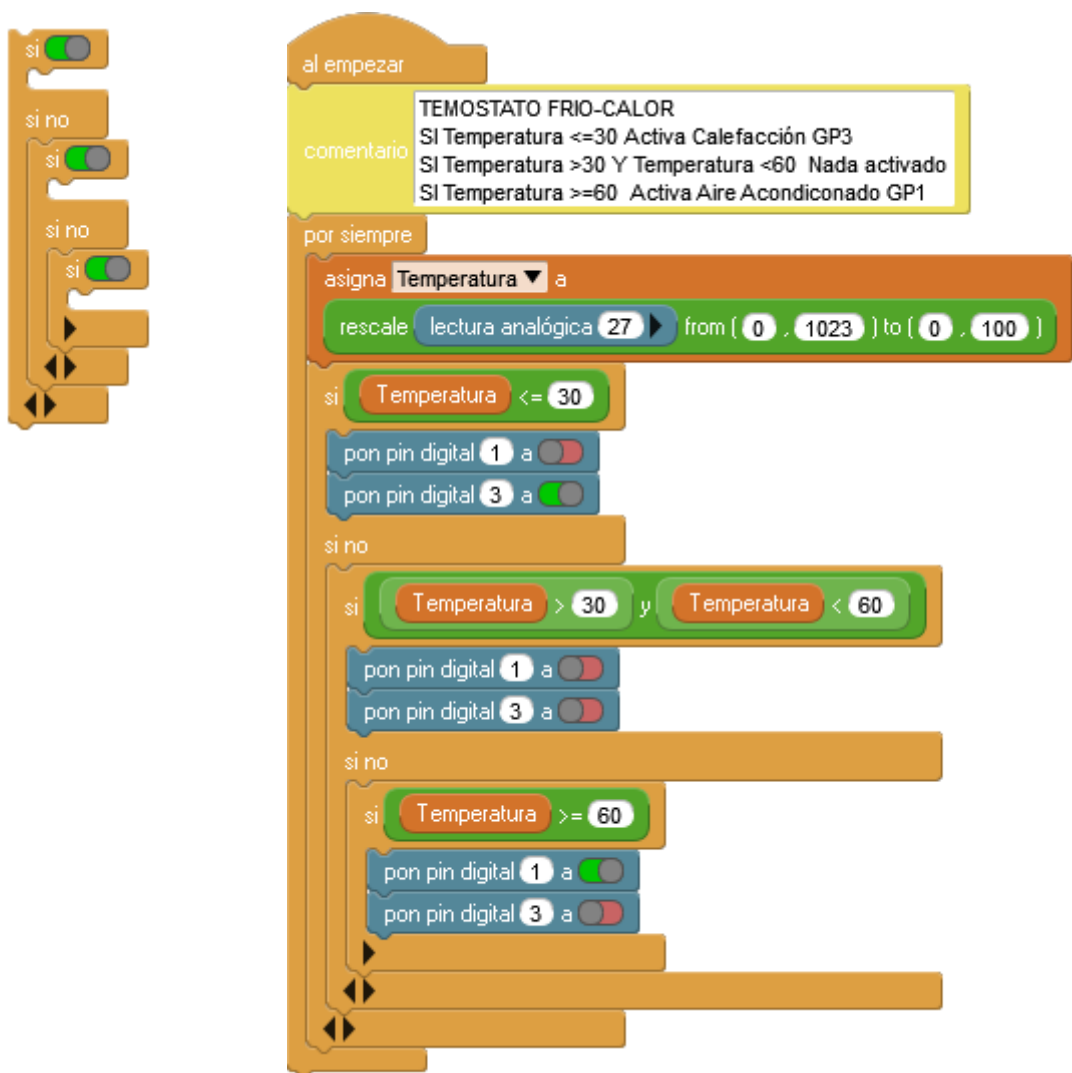 si
si no
si
si no
si
al empezar
comentario
TEMOSTATO FRIO-CALOR
SI Temperatura <=30 Activa Calefacción GP3
SI Temperatura >30 Y Temperatura <60 Nada activado
SI Temperatura >=60 Activa Aire Acondiconado GP1
por siempre
asigna Temperatura ▼ a
rescale lectura analógica 27 from ( 0 , 1023 ) to ( 0 , 100 )
si Temperatura <= 30
pon pin digital 1 a
pon pin digital 3 a
si no
si Temperatura > 30 y Temperatura < 60
pon pin digital 1 a
pon pin digital 3 a
si no
si Temperatura >= 60
pon pin digital 1 a
pon pin digital 3 a